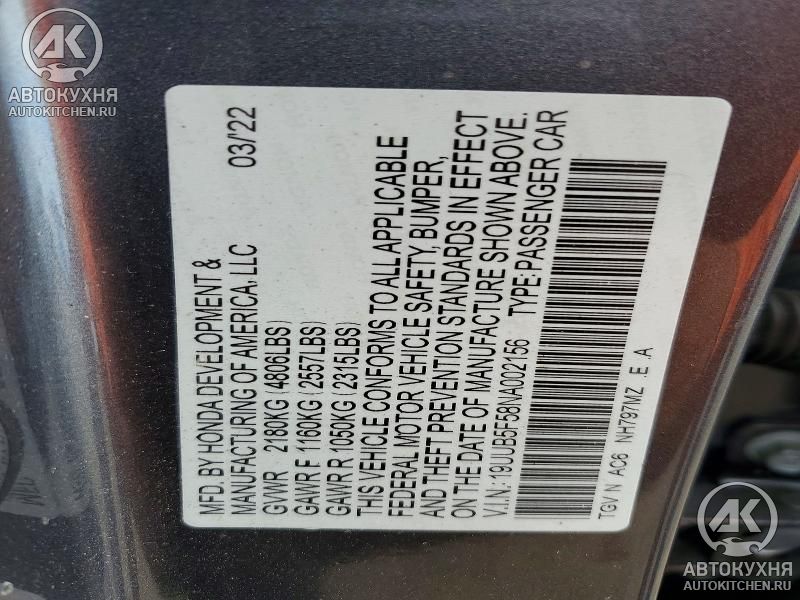 AK
АВТОКУХНЯ
AUTOKITCHEN.RU
MFD. BY HONDA DEVELOPMENT &
MANUFACTURING OF AMERICA, LLC 03/'22
GVWR 2180KG (4806LBS)
GAWR F 1160KG (2557LBS)
GAWR R 1050KG (2315LBS)
THIS VEHICLE CONFORMS TO ALL APPLICABLE
FEDERAL MOTOR VEHICLE SAFETY, BUMPER,
AND THEFT PREVENTION STANDARDS IN EFFECT
ON THE DATE OF MANUFACTURE SHOWN ABOVE.
V.I.N.: 19UUB5F58NA002156 TYPE:PASSENGER CAR
TGV N AC6 NH797MZ .E .A
AK
АВТОКУХНЯ
AUTOKITCHEN.RU